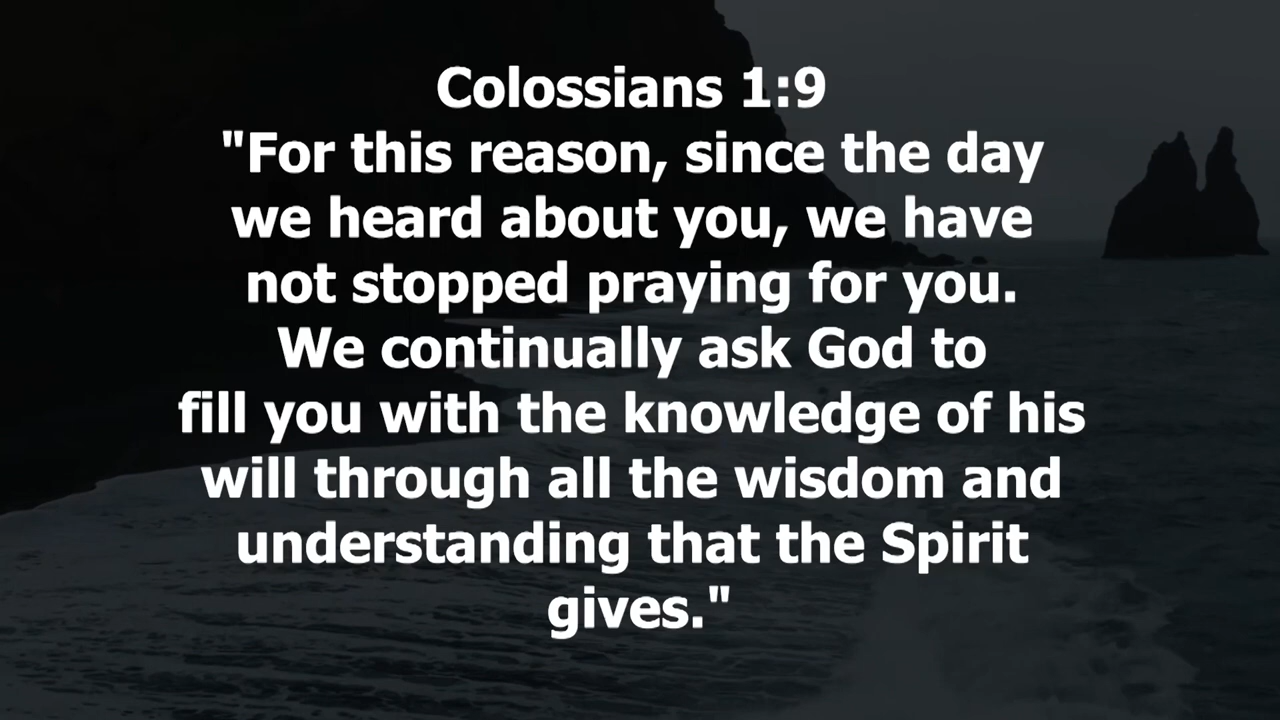 Colossians 1:9
"For this reason, since the day
we heard about you, we have
not stopped praying for you.
We continually ask God to
fill you with the knowledge of his
will through all the wisdom and
understanding that the Spirit
gives."